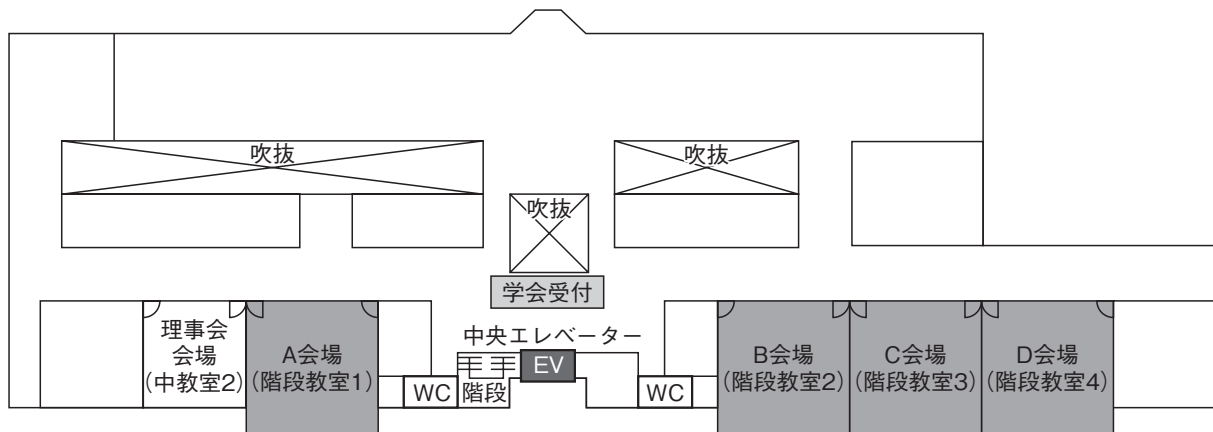 吹抜
吹抜
吹抜
学会受付
理事会
会場
(中教室2)
A会場
(階段教室1)
中央エレベーター
EV
WC
階段
WC
B会場
(階段教室2)
C会場
(階段教室3)
D会場
(階段教室4)